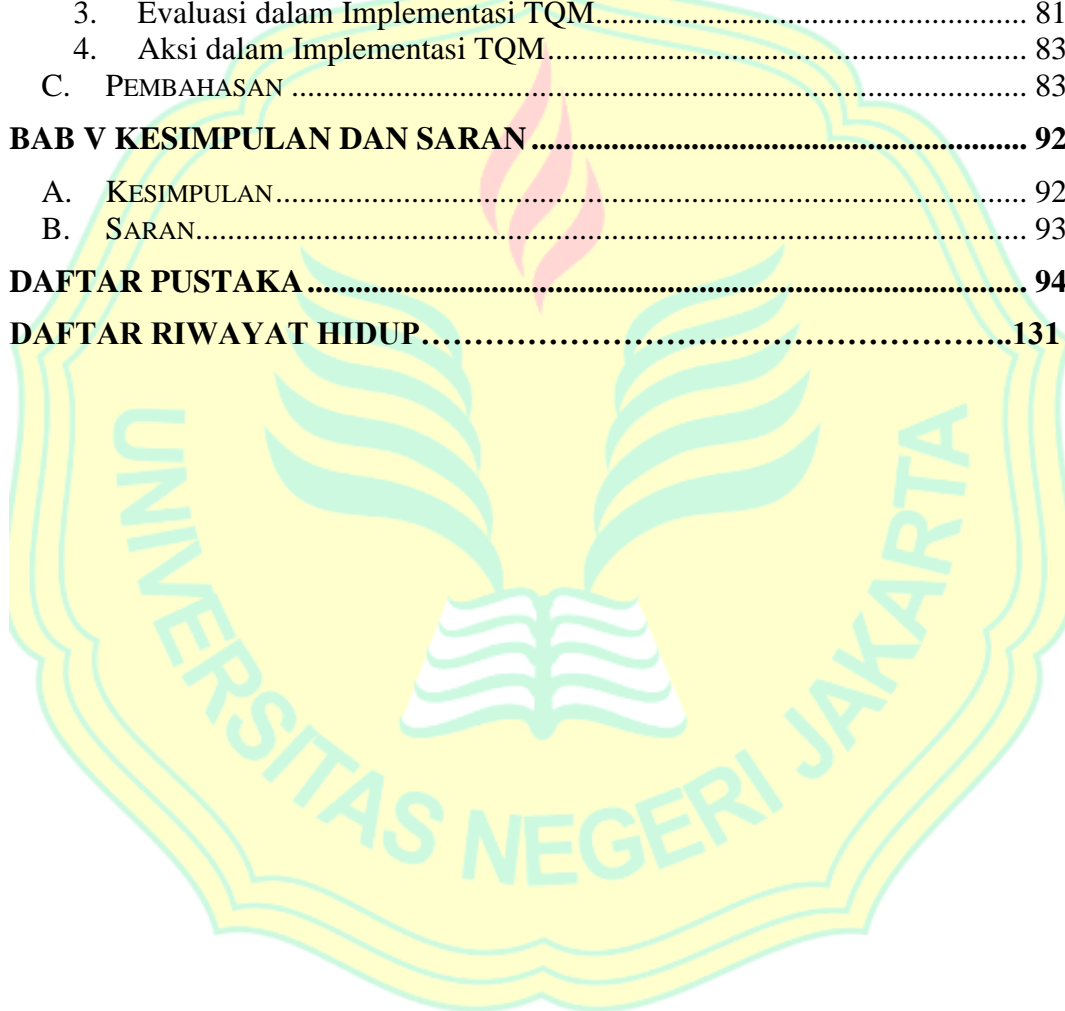 3. Evaluasi dalam Implementasi TQM.................................................................. 81
4. Aksi dalam Implementasi TQM......................................................................... 83
C. PEMBAHASAN ........................................................................................................ 83
BAB V KESIMPULAN DAN SARAN ..................................................................... 92
A. KESIMPULAN.......................................................................................................... 92
B. SARAN...................................................................................................................... 93
DAFTAR PUSTAKA .................................................................................................. 94
DAFTAR RIWAYAT HIDUP…………………………………………………..131
UNIVERSITAS NEGERI JAKARTA